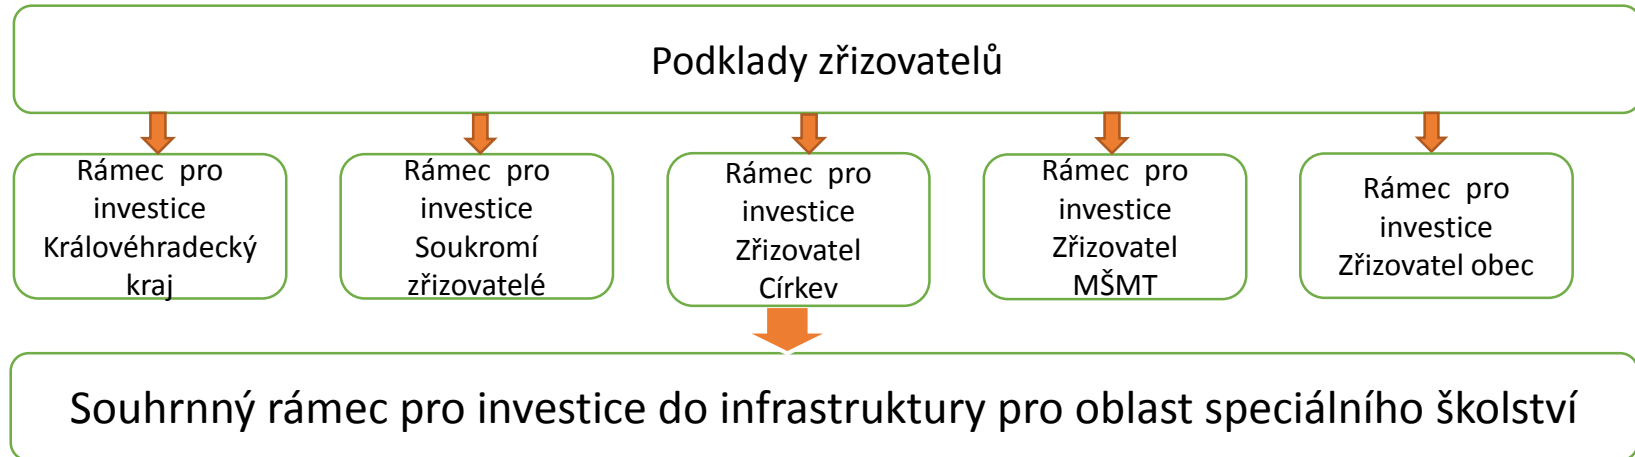 Podklady zřizovatelů
Rámec pro
investice
Královéhradecký
kraj
Rámec pro
investice
Soukromí
zřizovatelé
Rámec pro
investice
Zřizovatel
Církev
Rámec pro
investice
Zřizovatel
MŠMT
Rámec pro
investice
Zřizovatel obec
Souhrnný rámec pro investice do infrastruktury pro oblast speciálního školství